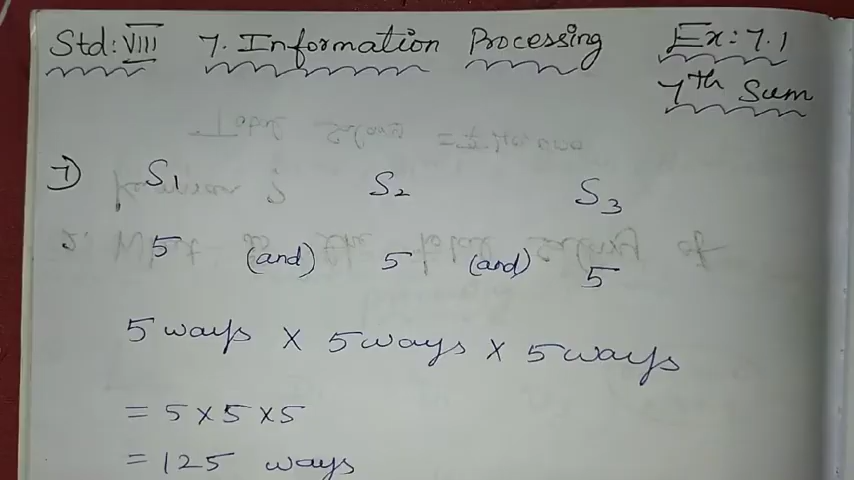 Std: VIII 7. Information Processing Ex: 7.1
7th Sum
7) S1 S2 S3
5 (and) 5 (and) 5
5 ways × 5 ways × 5 ways
= 5 × 5 × 5
= 125 ways